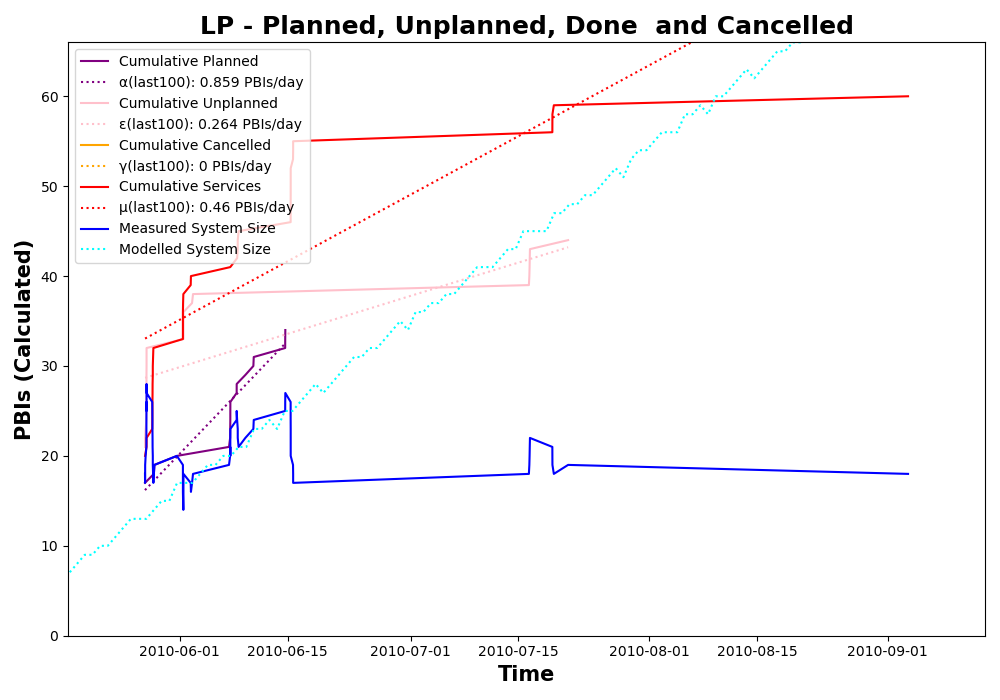 LP - Planned, Unplanned, Done  and Cancelled
Cumulative Planned
α(last100): 0.859 PBIs/day
Cumulative Unplanned
ε(last100): 0.264 PBIs/day
Cumulative Cancelled
γ(last100): 0 PBIs/day
Cumulative Services
μ(last100): 0.46 PBIs/day
Measured System Size
Modelled System Size
PBIs (Calculated)
60
50
40
30
20
10
0
2010-06-01
2010-06-15
2010-07-01
2010-07-15
2010-08-01
2010-08-15
2010-09-01
Time